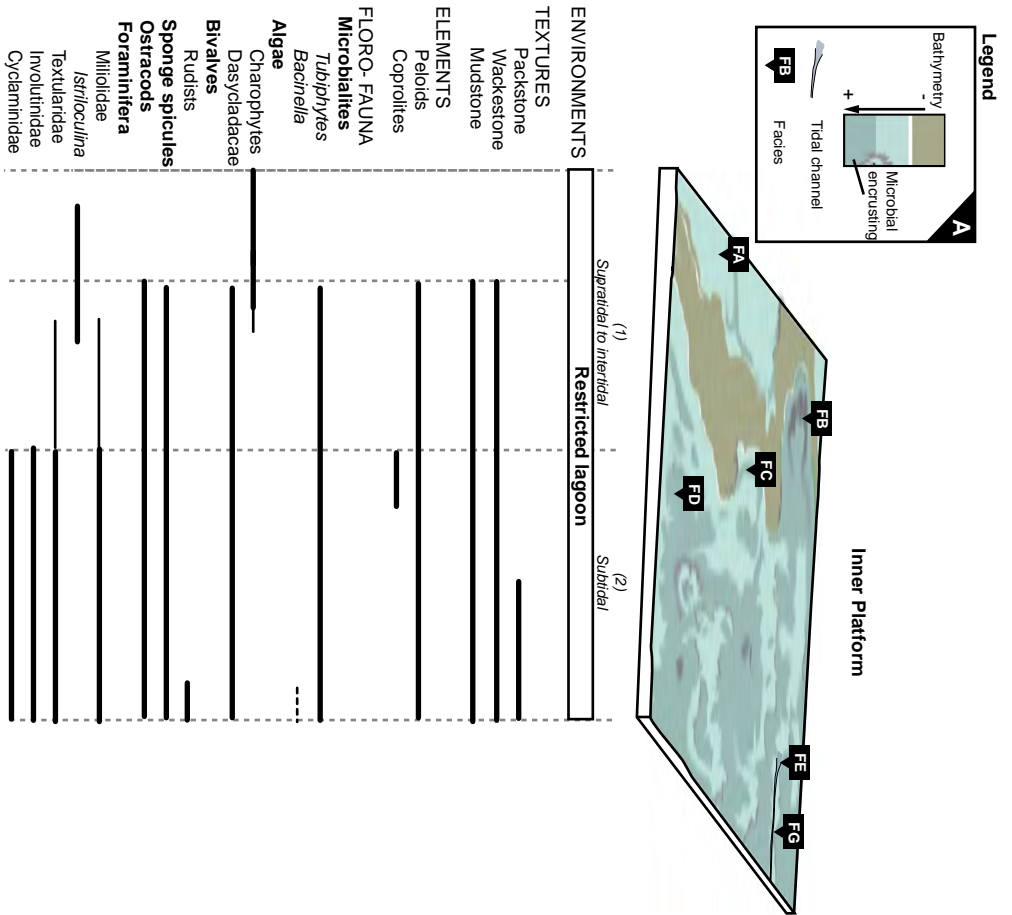 Legend
A
Bathymetry
-
+
Microbial
encrusting
Tidal channel
FB
Facies
Inner Platform
FA
FB
FC
FD
FE
FG
(1)
Supratidal to intertidal
(2)
Subtidal
ENVIRONMENTS
Restricted lagoon
TEXTURES
Packstone
Wackestone
Mudstone
ELEMENTS
Peloids
Coprolites
FLORO- FAUNA
Microbialites
Tubiphytes
Bacinella
Algae
Charophytes
Dasycladacae
Bivalves
Rudists
Sponge spicules
Ostracods
Foraminifera
Miliolidae
Istriloculina
Textularidae
Involutinidae
Cyclaminidae